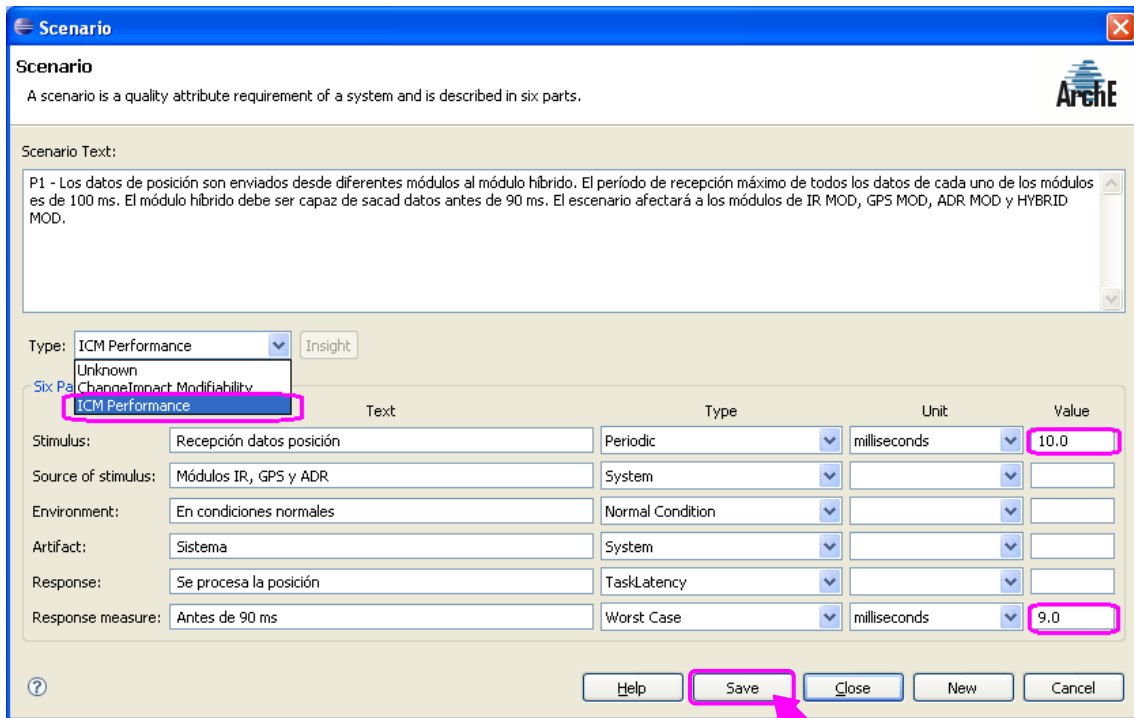 Scenario
Scenario
A scenario is a quality attribute requirement of a system and is described in six parts.
ArchE
Scenario Text:
P1 - Los datos de posición son enviados desde diferentes módulos al módulo híbrido. El período de recepción máximo de todos los datos de cada uno de los módulos
es de 100 ms. El módulo híbrido debe ser capaz de sacad datos antes de 90 ms. El escenario afectará a los módulos de IR MOD, GPS MOD, ADR MOD y HYBRID
MOD.
Type: ICM Performance Insight
Unknown
Six Pa ChangeImpact Modifiability
ICM Performance
Text Type Unit Value
Stimulus: Recepción datos posición Periodic milliseconds 10.0
Source of stimulus: Módulos IR, GPS y ADR System
Environment: En condiciones normales Normal Condition
Artifact: Sistema System
Response: Se procesa la posición TaskLatency
Response measure: Antes de 90 ms Worst Case milliseconds 9.0
? Help Save Close New Cancel